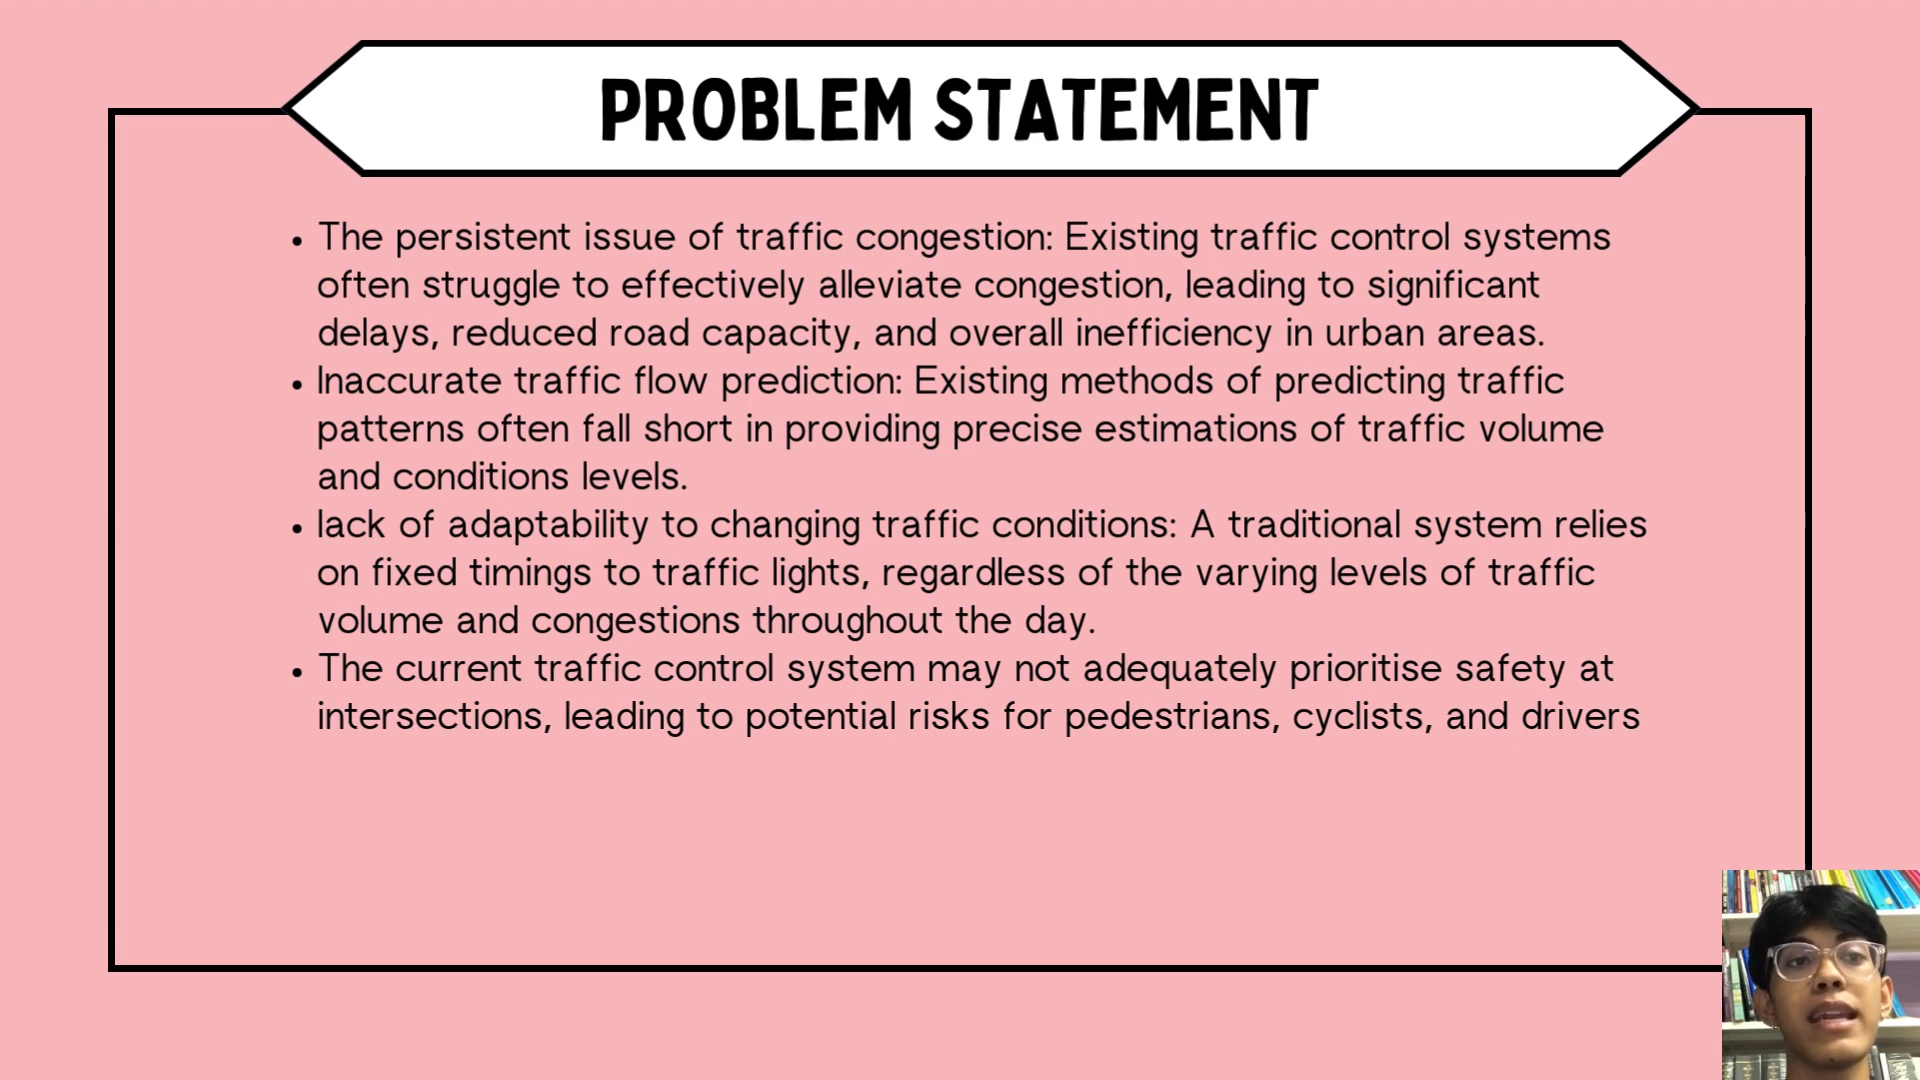 PROBLEM STATEMENT
• The persistent issue of traffic congestion: Existing traffic control systems
often struggle to effectively alleviate congestion, leading to significant
delays, reduced road capacity, and overall inefficiency in urban areas.
• Inaccurate traffic flow prediction: Existing methods of predicting traffic
patterns often fall short in providing precise estimations of traffic volume
and conditions levels.
• lack of adaptability to changing traffic conditions: A traditional system relies
on fixed timings to traffic lights, regardless of the varying levels of traffic
volume and congestions throughout the day.
• The current traffic control system may not adequately prioritise safety at
intersections, leading to potential risks for pedestrians, cyclists, and drivers